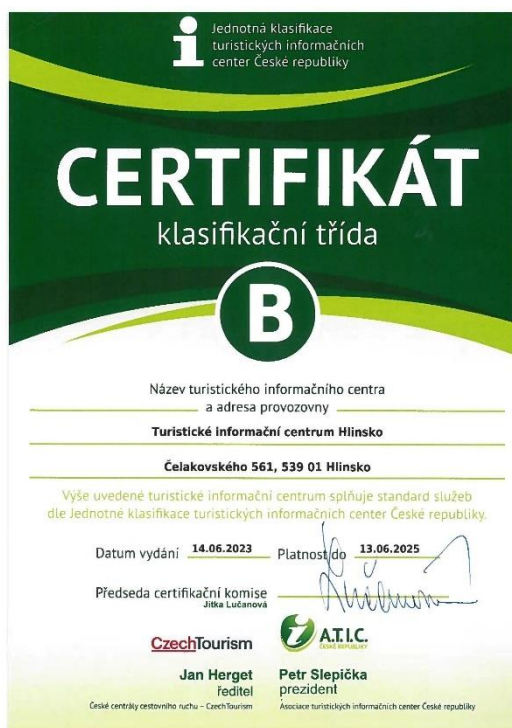 Jednotná klasifikace
turistických informačních
center České republiky
CERTIFIKÁT
klasifikační třída
B
Název turistického informačního centra
a adresa provozovny
Turistické informační centrum Hlinsko
Čelakovského 561, 539 01 Hlinsko
Výše uvedené turistické informační centrum splňuje standard služeb
dle Jednotné klasifikace turistických informačních center České republiky.
Datum vydání 14.06.2023 Platnost do 13.06.2025
Předseda certifikační komise
Jitka Lučanová
CzechTourism
A.T.I.C.
ČESKÉ REPUBLIKY
Jan Herget
ředitel
České centrály cestovního ruchu – CzechTourism
Petr Slepička
prezident
Asociace turistických informačních center České republiky